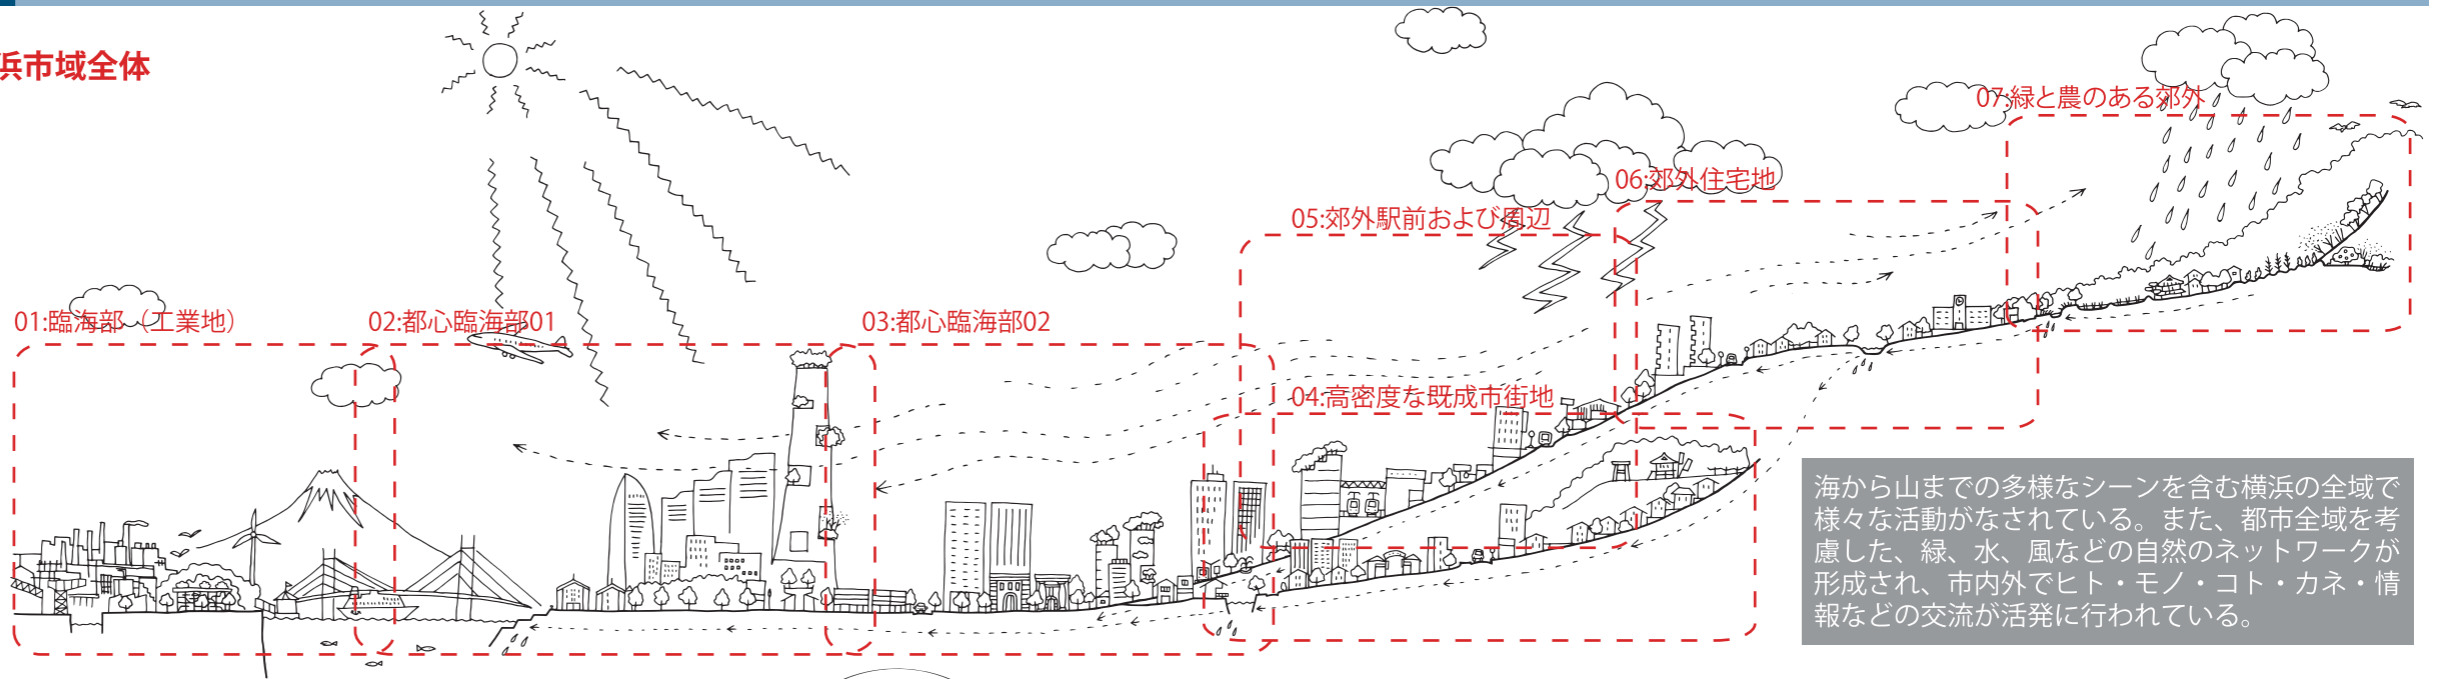 浜市域全体
07:緑と農のある郊外
06:郊外住宅地
05:郊外駅前および周辺
01:臨海部（工業地）
02:都心臨海部01
03:都心臨海部02
04:高密度な既成市街地
海から山までの多様なシーンを含む横浜の全域で
様々な活動がなされている。また、都市全域を考
慮した、緑、水、風などの自然のネットワークが
形成され、市内外でヒト・モノ・コト・カネ・情
報などの交流が活発に行われている。